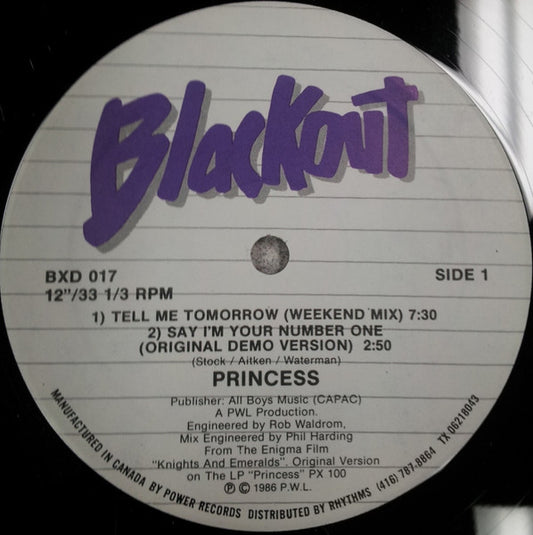 Blackout
BXD 017
SIDE 1
12"/33 1/3 RPM
1) TELL ME TOMORROW (WEEKEND MIX) 7:30
2) SAY I'M YOUR NUMBER ONE
(ORIGINAL DEMO VERSION) 2:50
(Stock / Aitken / Waterman)
PRINCESS
Publisher: All Boys Music (CAPAC)
A PWL Production.
Engineered by Rob Waldrom,
Mix Engineered by Phil Harding
From The Enigma Film
"Knights And Emeralds". Original Version
on The LP "Princess" PX 100
℗ © 1986 P.W.L.
MANUFACTURED IN CANADA BY POWER RECORDS DISTRIBUTED BY RHYTHMS (416) 787-8864 TX 06218043